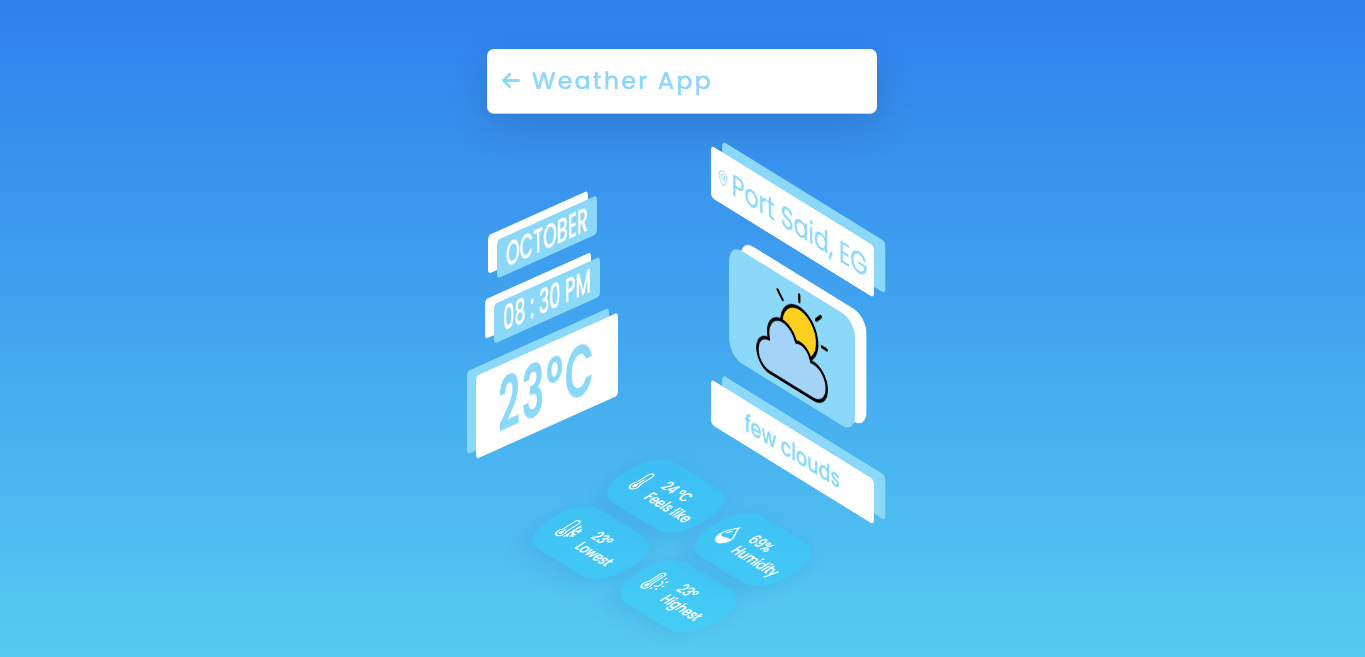 Weather App
OCTOBER
08 : 30 PM
23°C
Port Said, EG
few clouds
24 °C
Feels like
23°
Lowest
69%
Humidity
23°
Highest